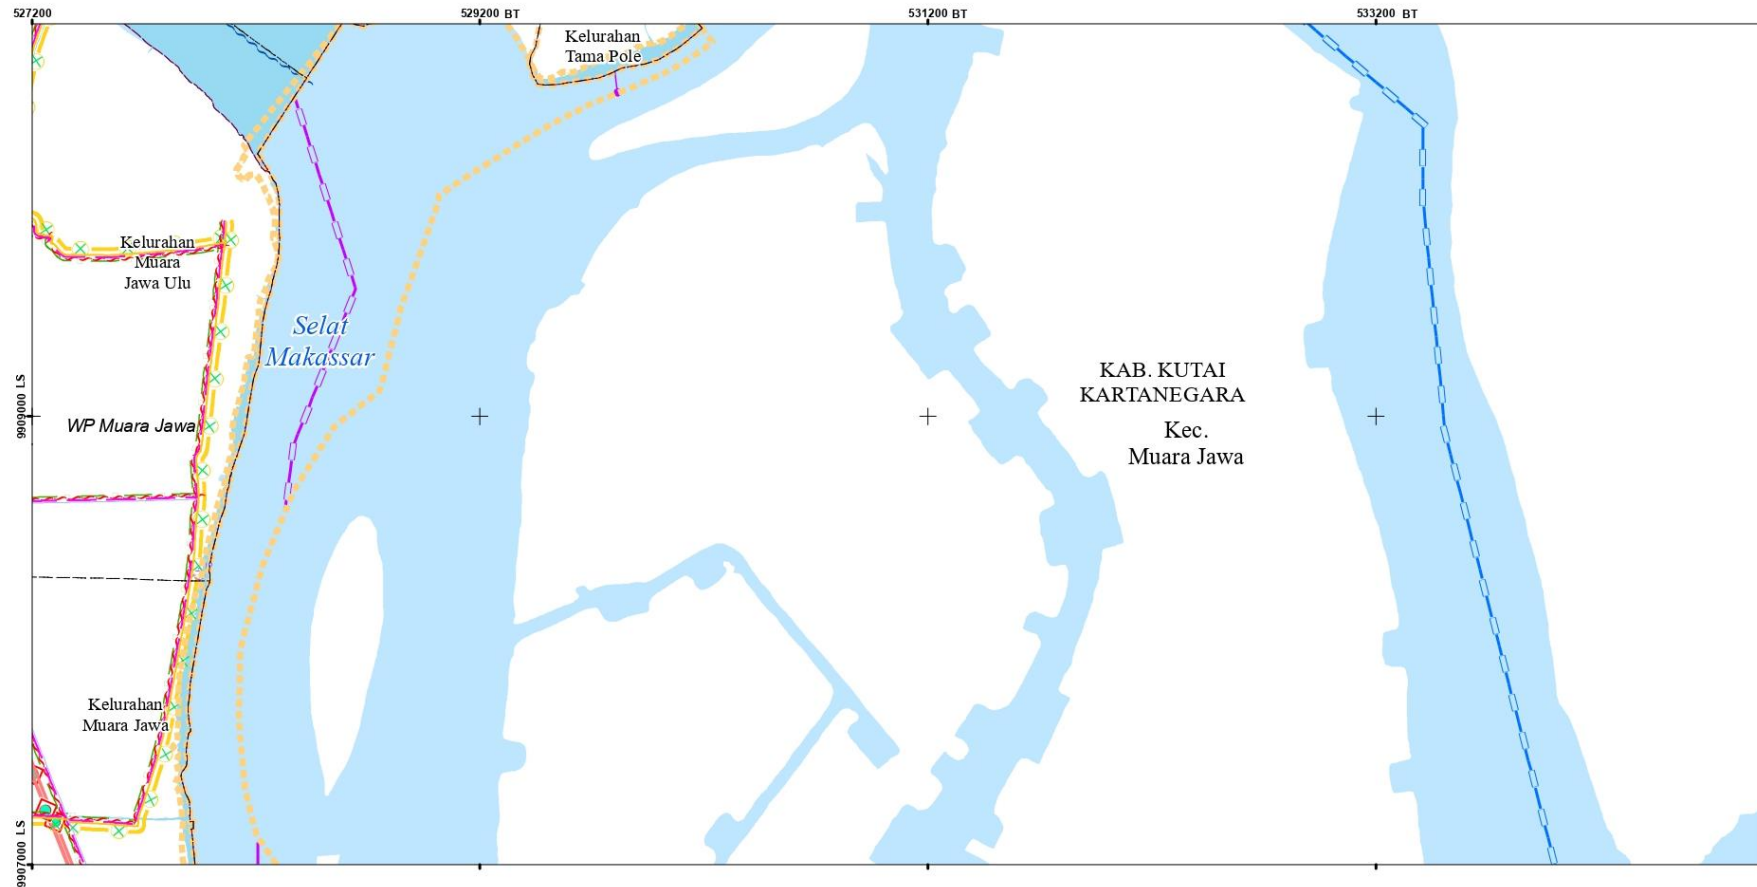 527200
529200 BT
531200 BT
533200 BT
Kelurahan
Tama Pole
Kelurahan
Muara
Jawa Ulu
Selat
Makassar
KAB. KUTAI
KARTANEGARA
Kec.
Muara Jawa
9909000 LS
WP Muara Jawa
Kelurahan
Muara Jawa
9907000 LS